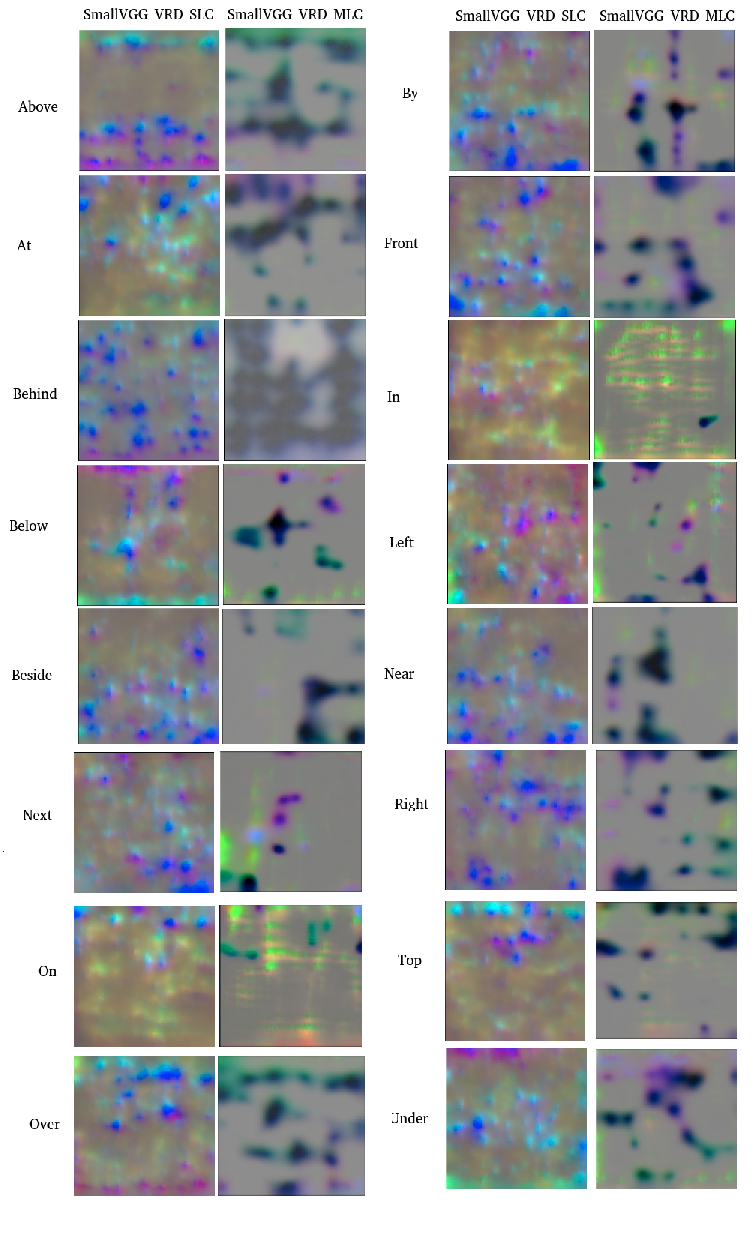 SmallVGG VRD SLC SmallVGG VRD MLC SmallVGG VRD SLC SmallVGG VRD MLC
Above By
At Front
Behind In
Below Left
Beside Near
Next Right
On Top
Over Under